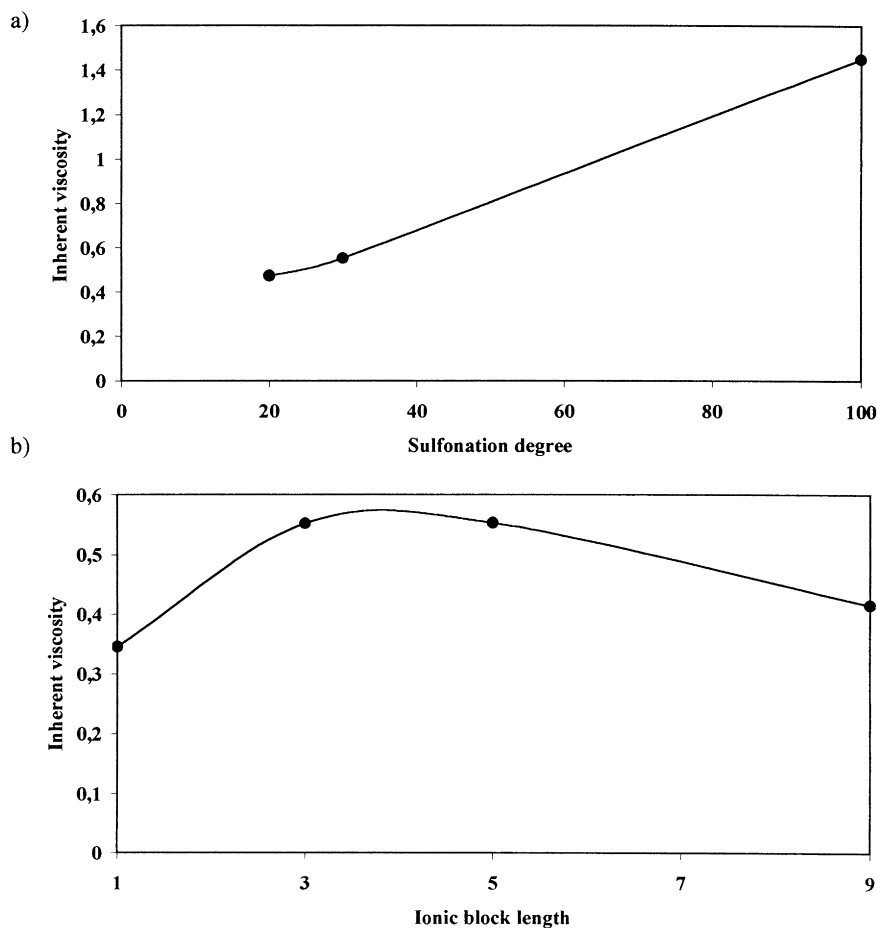 a)
1,6
1,4
1,2
1
0,8
0,6
0,4
0,2
0
Inherent viscosity
0 20 40 60 80 100
Sulfonation degree
b)
0,6
0,5
0,4
0,3
0,2
0,1
0
Inherent viscosity
1 3 5 7 9
Ionic block length